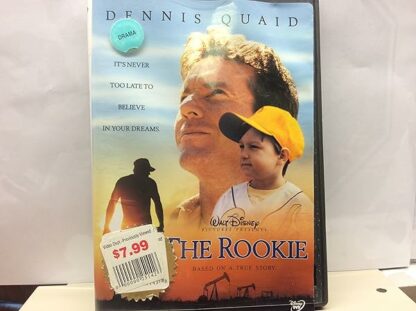 DENNIS QUAID
DRAMA
IT'S NEVER
TOO LATE TO
BELIEVE
IN YOUR DREAMS.
WALT DISNEY
PICTURES PRESENTS
Video Dept - Previously Viewed
$7.99
THE ROOKIE
BASED ON A TRUE STORY.
DVD